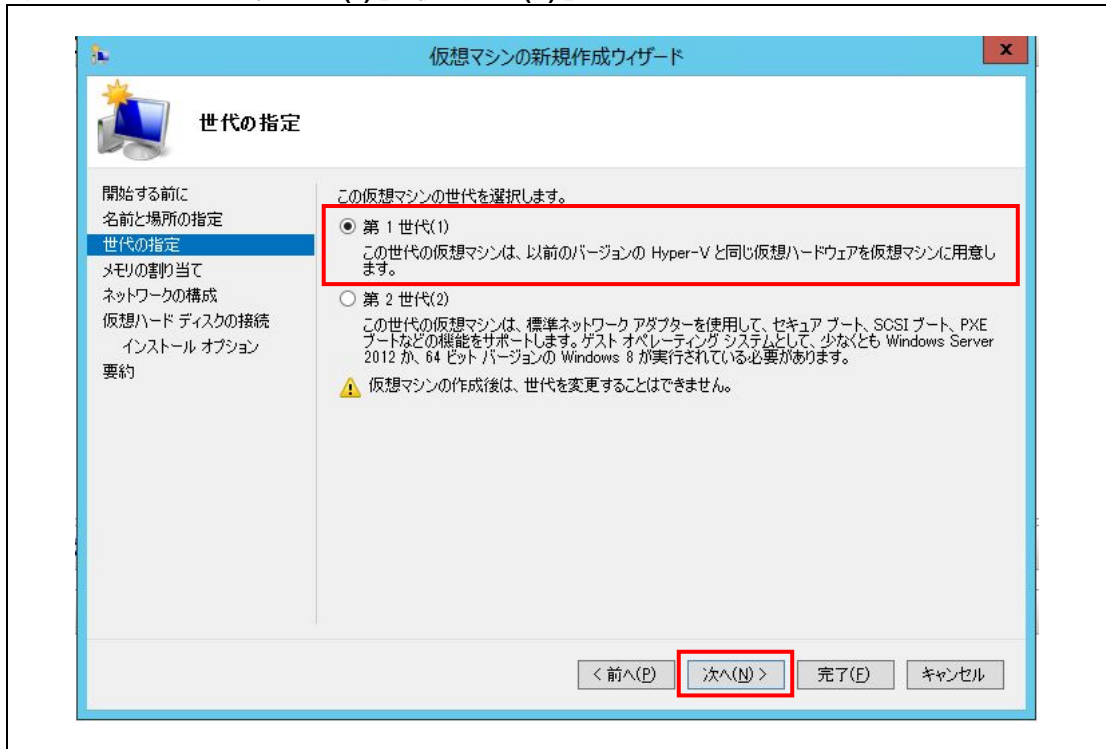 仮想マシンの新規作成ウィザード
x
世代の指定
開始する前に
名前と場所の指定
世代の指定
メモリの割り当て
ネットワークの構成
仮想ハード ディスクの接続
インストール オプション
要約
この仮想マシンの世代を選択します。
第 1 世代(1)
この世代の仮想マシンは、以前のバージョンの Hyper-V と同じ仮想ハードウェアを仮想マシンに用意し
ます。
第 2 世代(2)
この世代の仮想マシンは、標準ネットワーク アダプターを使用して、セキュア ブート、SCSI ブート、PXE
ブートなどの機能をサポートします。ゲスト オペレーティング システムとして、少なくとも Windows Server
2012 か、64 ビット バージョンの Windows 8 が実行されている必要があります。
仮想マシンの作成後は、世代を変更することはできません。
< 前へ(P)
次へ(N) >
完了(F)
キャンセル